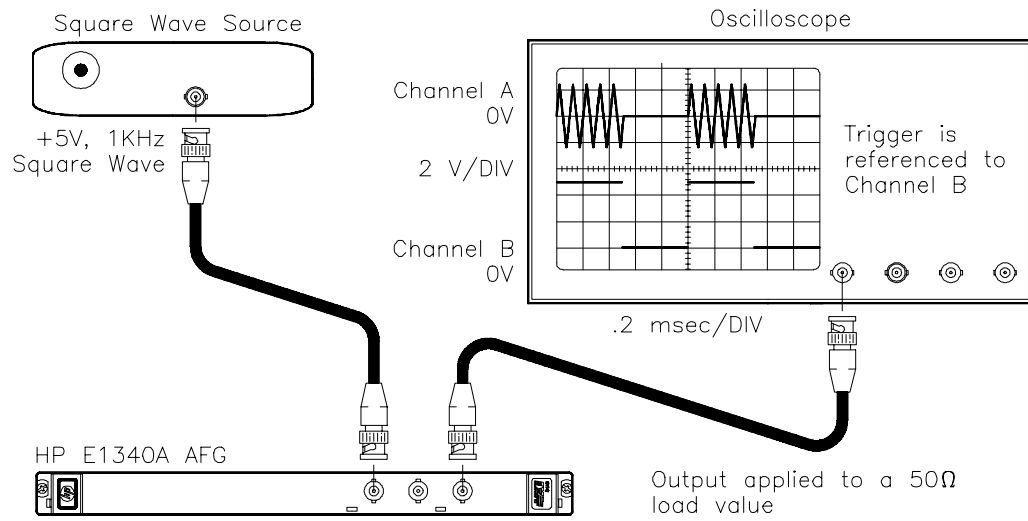 Square Wave Source
Oscilloscope
Channel A
0V
+5V, 1KHz
Square Wave
2 V/DIV
Trigger is
referenced to
Channel B
Channel B
0V
.2 msec/DIV
HP E1340A AFG
hp
Output applied to a 50Ω
load value